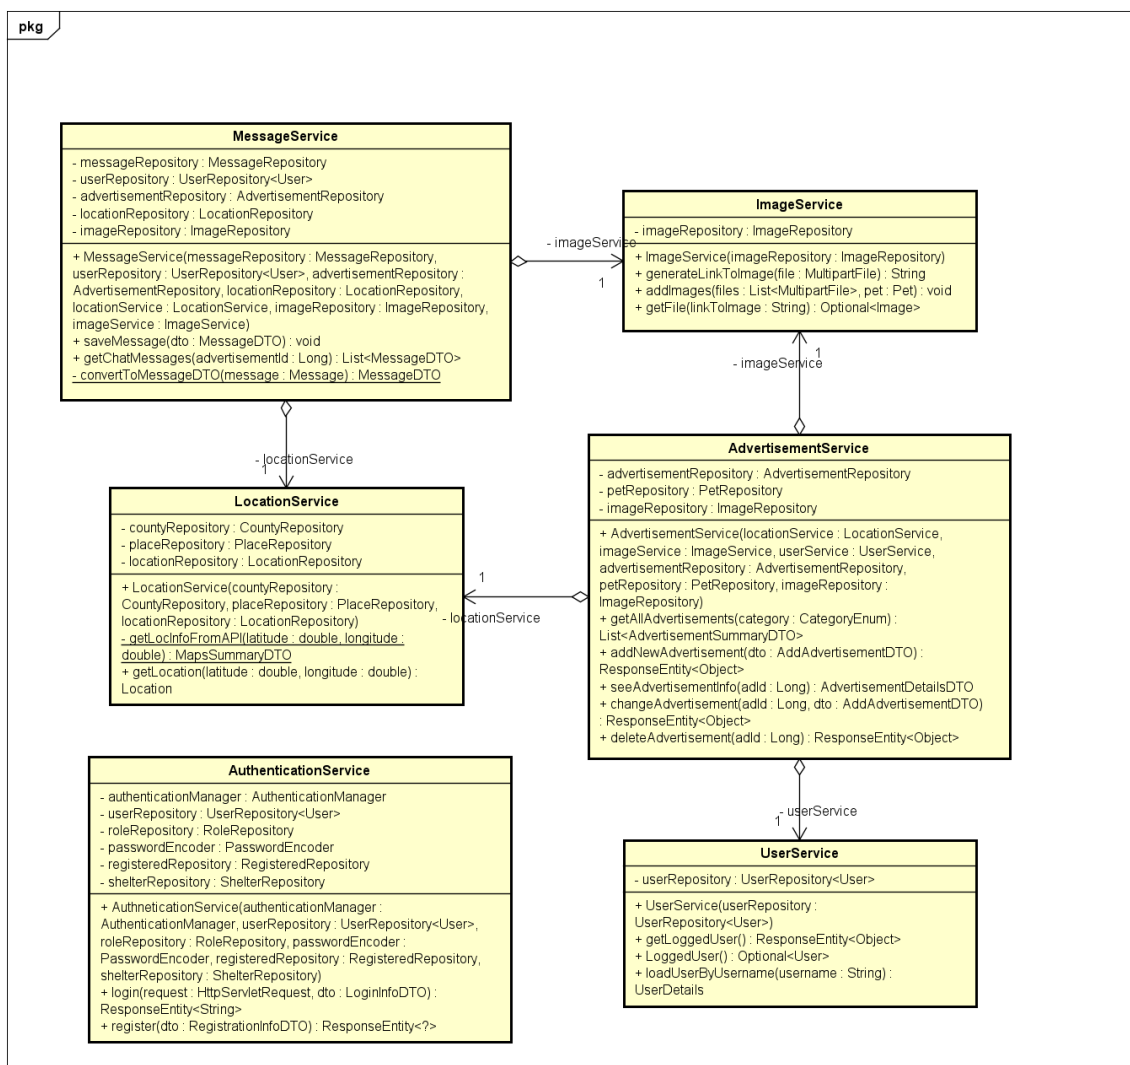 pkg
MessageService
- messageRepository : MessageRepository
- userRepository : UserRepository<User>
- advertisementRepository : AdvertisementRepository
- locationRepository : LocationRepository
- imageRepository : ImageRepository
+ MessageService(messageRepository : MessageRepository,
userRepository : UserRepository<User>, advertisementRepository :
AdvertisementRepository, locationRepository : LocationRepository,
locationService : LocationService, imageRepository : ImageRepository,
imageService : ImageService)
+ saveMessage(dto : MessageDTO) : void
+ getChatMessages(advertisementId : Long) : List<MessageDTO>
- convertToMessageDTO(message : Message) : MessageDTO
- imageService
1
ImageService
- imageRepository : ImageRepository
+ ImageService(imageRepository : ImageRepository)
+ generateLinkToImage(file : MultipartFile) : String
+ addImages(files : List<MultipartFile>, pet : Pet) : void
+ getFile(linkToImage : String) : Optional<Image>
1
- imageService
- locationService
1
LocationService
- countyRepository : CountyRepository
- placeRepository : PlaceRepository
- locationRepository : LocationRepository
+ LocationService(countyRepository :
CountyRepository, placeRepository : PlaceRepository,
locationRepository : LocationRepository)
- getLocInfoFromAPI(latitude : double, longitude :
double) : MapsSummaryDTO
+ getLocation(latitude : double, longitude : double) :
Location
1
- locationService
AdvertisementService
- advertisementRepository : AdvertisementRepository
- petRepository : PetRepository
- imageRepository : ImageRepository
+ AdvertisementService(locationService : LocationService,
imageService : ImageService, userService : UserService,
advertisementRepository : AdvertisementRepository,
petRepository : PetRepository, imageRepository :
ImageRepository)
+ getAllAdvertisements(category : CategoryEnum) :
List<AdvertisementSummaryDTO>
+ addNewAdvertisement(dto : AddAdvertisementDTO) :
ResponseEntity<Object>
+ seeAdvertisementInfo(adId : Long) : AdvertisementDetailsDTO
+ changeAdvertisement(adId : Long, dto : AddAdvertisementDTO)
: ResponseEntity<Object>
+ deleteAdvertisement(adId : Long) : ResponseEntity<Object>
AuthenticationService
- authenticationManager : AuthenticationManager
- userRepository : UserRepository<User>
- roleRepository : RoleRepository
- passwordEncoder : PasswordEncoder
- registeredRepository : RegisteredRepository
- shelterRepository : ShelterRepository
+ AuthneticationService(authenticationManager :
AuthenticationManager, userRepository : UserRepository<User>,
roleRepository : RoleRepository, passwordEncoder :
PasswordEncoder, registeredRepository : RegisteredRepository,
shelterRepository : ShelterRepository)
+ login(request : HttpServletRequest, dto : LoginInfoDTO) :
ResponseEntity<String>
+ register(dto : RegistrationInfoDTO) : ResponseEntity<?>
- userService
1
UserService
- userRepository : UserRepository<User>
+ UserService(userRepository :
UserRepository<User>)
+ getLoggedUser() : ResponseEntity<Object>
+ LoggedUser() : Optional<User>
+ loadUserByUsername(username : String) :
UserDetails